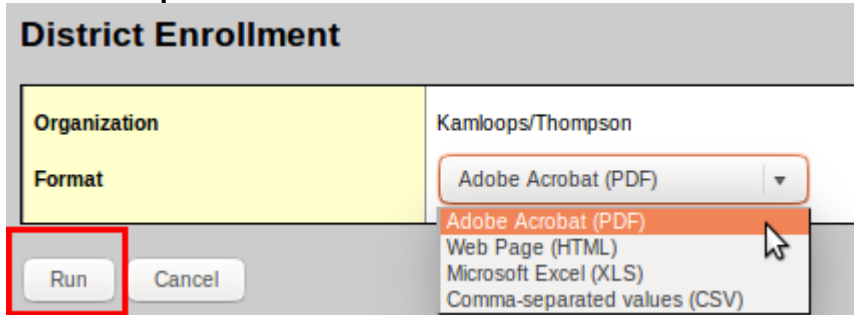 District Enrollment
Organization Kamloops/Thompson
Format Adobe Acrobat (PDF)
Adobe Acrobat (PDF)
Web Page (HTML)
Microsoft Excel (XLS)
Comma-separated values (CSV)
Run Cancel